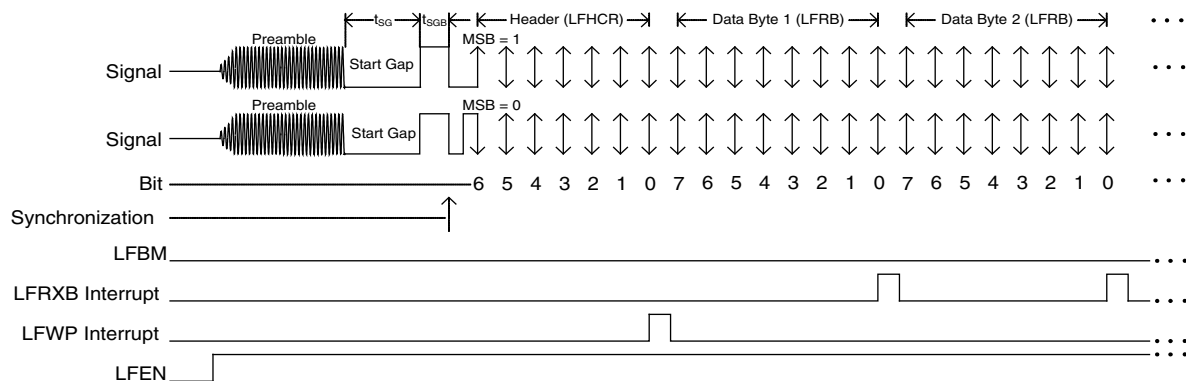 t_SG t_SGB Header (LFHCR) Data Byte 1 (LFRB) Data Byte 2 (LFRB) • • •
Preamble MSB = 1
Signal Start Gap • • •
Preamble MSB = 0
Signal Start Gap • • •
Bit 6 5 4 3 2 1 0 7 6 5 4 3 2 1 0 7 6 5 4 3 2 1 0 • • •
Synchronization
LFBM • • •
LFRXB Interrupt • • •
LFWP Interrupt • • •
LFEN • • •